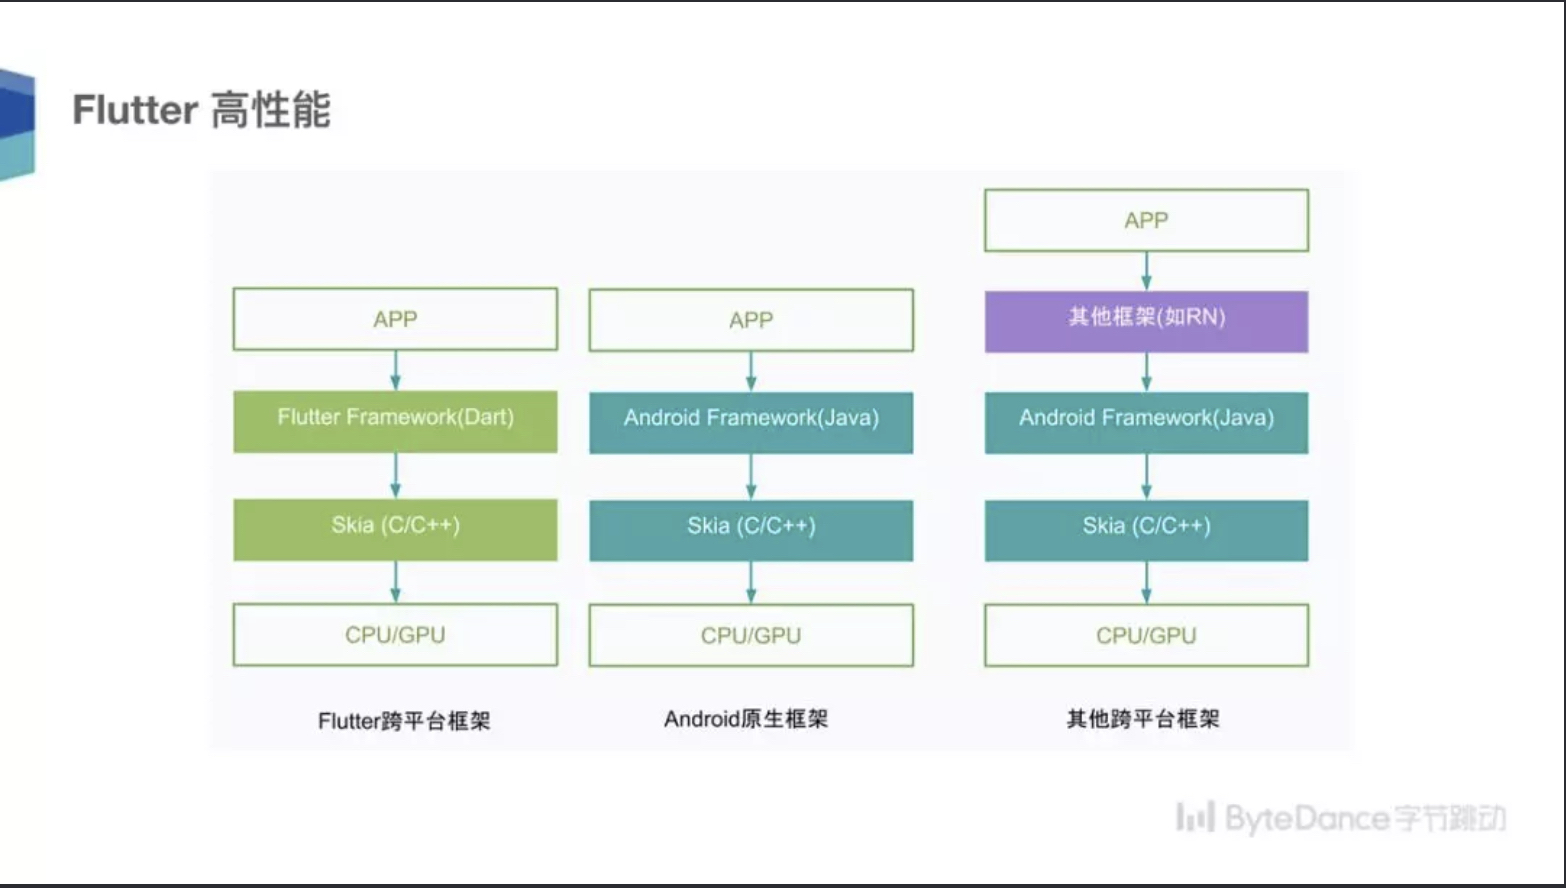 Flutter 高性能
APP
Flutter Framework(Dart)
Skia (C/C++)
CPU/GPU
Flutter跨平台框架
APP
Android Framework(Java)
Skia (C/C++)
CPU/GPU
Android原生框架
APP
其他框架(如RN)
Android Framework(Java)
Skia (C/C++)
CPU/GPU
其他跨平台框架
ByteDance字节跳动